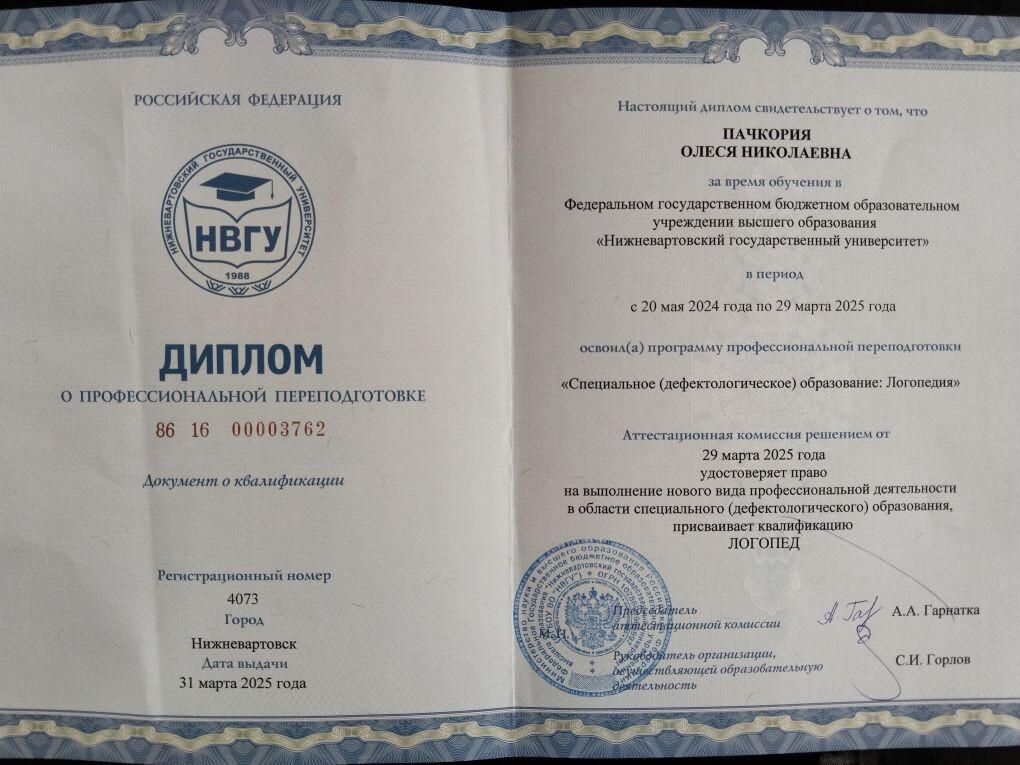 РОССИЙСКАЯ ФЕДЕРАЦИЯ
НИЖНЕВАРТОВСКИЙ ГОСУДАРСТВЕННЫЙ УНИВЕРСИТЕТ
НВГУ
1988
ДИПЛОМ
О ПРОФЕССИОНАЛЬНОЙ ПЕРЕПОДГОТОВКЕ
86 16 00003762
Документ о квалификации
Регистрационный номер
4073
Город
Нижневартовск
Дата выдачи
31 марта 2025 года
Настоящий диплом свидетельствует о том, что
ПАЧКОРИЯ
ОЛЕСЯ НИКОЛАЕВНА
за время обучения в
Федеральном государственном бюджетном образовательном
учреждении высшего образования
«Нижневартовский государственный университет»
в период
с 20 мая 2024 года по 29 марта 2025 года
освоил(а) программу профессиональной переподготовки
«Специальное (дефектологическое) образование: Логопедия»
Аттестационная комиссия решением от
29 марта 2025 года
удостоверяет право
на выполнение нового вида профессиональной деятельности
в области специального (дефектологического) образования,
присваивает квалификацию
ЛОГОПЕД
М.П.
Председатель
аттестационной комиссии
А.А. Гарнатка
Руководитель организации,
осуществляющей образовательную
деятельность
С.И. Горлов